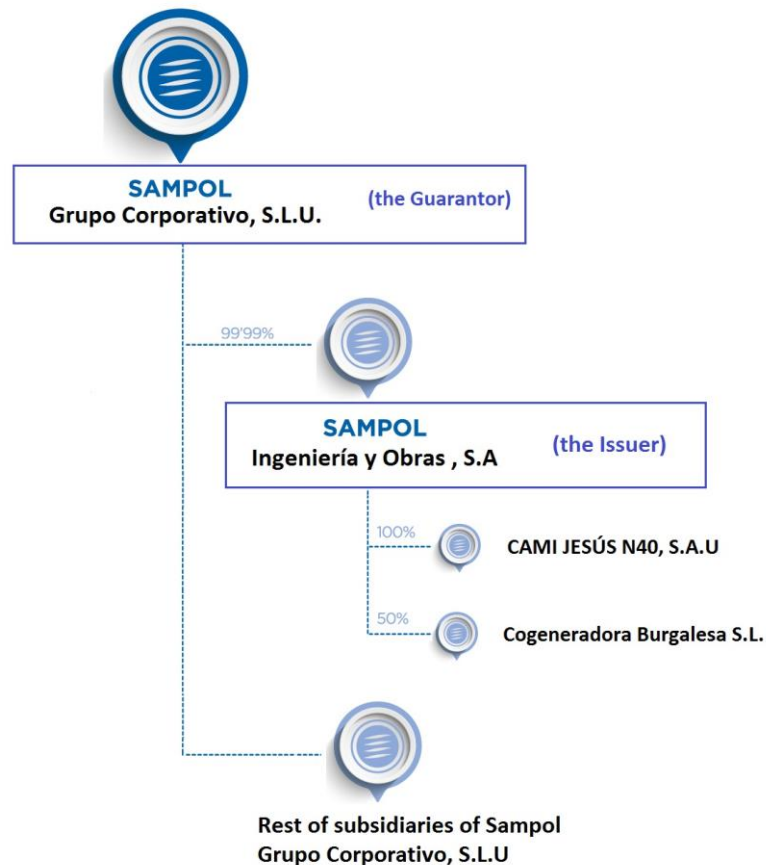 SAMPOL
Grupo Corporativo, S.L.U.
(the Guarantor)
99'99%
SAMPOL
Ingeniería y Obras , S.A
(the Issuer)
100%
CAMI JESÚS N40, S.A.U
50%
Cogeneradora Burgalesa S.L.
Rest of subsidiaries of Sampol
Grupo Corporativo, S.L.U